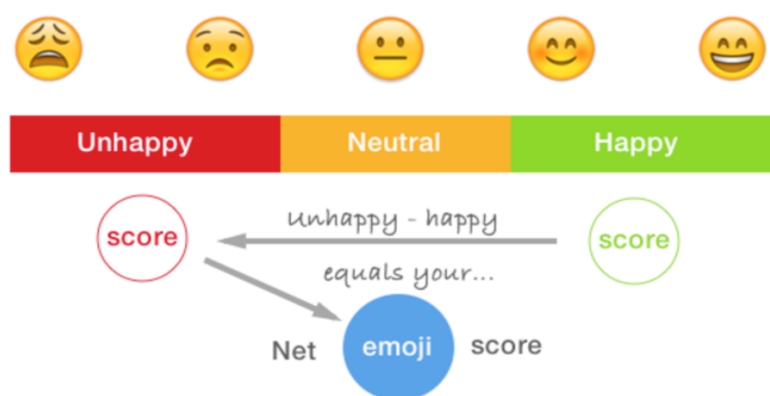 Unhappy Neutral Happy
score unhappy - happy score
equals your...
Net emoji score